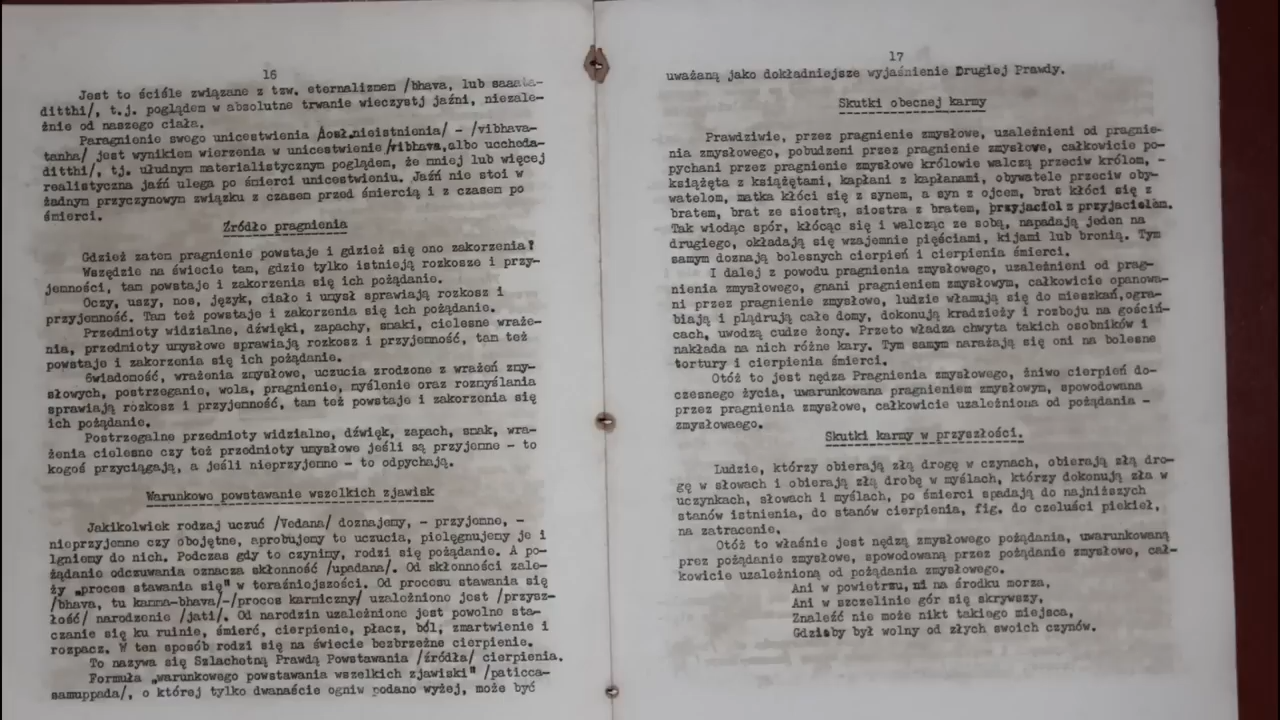 16
Jest to ściśle związane z tzw. eternalizmem /bhava, lub
ditthi/, t.j. poglądem w absolutne trwanie wieczystj jaźni, niezale-
żnie od naszego ciała.
Paragnienie swego unicestwienia /dosł.nieistnienia/ - /vibhava-
tanha/ jest wynikiem wierzenia w unicestwienie /vibhava,albo ucchoda-
ditthi/, tj. ułudnym materialistycznym poglądem, że mniej lub więcej
realistyczna jaźń ulega po śmierci unicestwieniu. Jaźń nie stoi w
żadnym przyczynowym związku z czasem przed śmiercią i z czasem po
śmierci.
Zródło pragnienia
Gdzież zatem pragnienie powstaje i gdzież się ono zakorzenia?
Wszędzie na świecie tam, gdzie tylko istnieją rozkosze i przy-
jemności, tam powstaje i zakorzenia się ich pożądanie.
Oczy, uszy, nos, język, ciało i umysł sprawiają rozkosz i
przyjemność. Tam też powstaje i zakorzenia się ich pożądanie.
Przedmioty widzialne, dźwięki, zapachy, smaki, cielesne wraże-
nia, przedmioty umysłowe sprawiają rozkosz i przyjemność, tam też
powstaje i zakorzenia się ich pożądanie.
Świadomość, wrażenia zmysłowe, uczucia zrodzone z wrażeń zmy-
słowych, postrzeganie, wola, pragnienie, myślenie oraz rozmyślania
sprawiają rozkosz i przyjemność, tam też powstaje i zakorzenia się
ich pożądanie.
Postrzegalne przedmioty widzialne, dźwięk, zapach, smak, wra-
żenia cielesne czy też przedmioty umysłowe jeśli są przyjemne - to
kogoś przyciągają, a jeśli nieprzyjemne - to odpychają.
Warunkowe powstawanie wszelkich zjawisk
Jakikolwiek rodzaj uczuć /Vedana/ doznajemy, - przyjemne, -
nieprzyjemne czy obojętne, aprobujemy te uczucia, pielęgnujemy je i
lgniemy do nich. Podczas gdy to czynimy, rodzi się pożądanie. A po-
żądanie odczuwania oznacza skłonność /upadana/. Od skłonności zale-
ży „proces stawania się" w teraźniejszości. Od procesu stawania się
/bhava, tu kamma-bhava/-/proces karmiczny/ uzależnione jest /przysz-
łość/ narodzenie /jati/. Od narodzin uzależnione jest powolne sta-
czanie się ku ruinie, śmierć, cierpienie, płacz, ból, zmartwienie i
rozpacz. W ten sposób rodzi się na świecie bezbrzeżne cierpienie.
To nazywa się Szlachetną Prawdą Powstawania /źródła/ cierpienia.
Formuła „warunkowego powstawania wszelkich zjawiski" /paticca-
samuppada/, o której tylko dwanaście ogniw podano wyżej, może być
17
uważaną jako dokładniejsze wyjaśnienie Drugiej Prawdy.
Skutki obecnej karmy
Prawdziwie, przez pragnienie zmysłowe, uzależnieni od pragnie-
nia zmysłowego, pobudzeni przez pragnienie zmysłowe, całkowicie po-
pychani przez pragnienie zmysłowe królowie walczą przeciw królom, -
książęta z książętami, kapłani z kapłanami, obywatele przeciw oby-
watelom, matka kłóci się z synem, a syn z ojcem, brat kłóci się z
bratem, brat ze siostrą, siostra z bratem, przyjaciel z przyjacielem.
Tak wiodąc spór, kłócąc się i walcząc ze sobą, napadają jeden na
drugiego, okładają się wzajemnie pięściami, kijami lub bronią. Tym
samym doznają bolesnych cierpień i cierpienia śmierci.
I dalej z powodu pragnienia zmysłowego, uzależnieni od prag-
nienia zmysłowego, gnani pragnieniem zmysłowym, całkowicie opanowa-
ni przez pragnienie zmysłowe, ludzie włamują się do mieszkań,ogra-
biają i plądrują całe domy, dokonują kradzieży i rozboju na gościń-
cach, uwodzą cudze żony. Przeto władza chwyta takich osobników i
nakłada na nich różne kary. Tym samym narażają się oni na bolesne
tortury i cierpienia śmierci.
Otóż to jest nędza Pragnienia zmysłowego, żniwo cierpień do-
czesnego życia, uwarunkowana pragnieniem zmysłowym, spowodowana
przez pragnienia zmysłowe, całkowicie uzależniona od pożądania -
zmysłowaego.
Skutki karmy w przyszłości.
Ludzie, którzy obierają złą drogę w czynach, obierają złą dro-
gę w słowach i obierają złą drobę w myślach, którzy dokonują zła w
uczynkach, słowach i myślach, po śmierci spadają do najniższych
stanów istnienia, do stanów cierpienia, fig. do czeluści piekieł,
na zatracenie.
Otóż to właśnie jest nędzą zmysłowego pożądania, uwarunkowaną
prez pożądanie zmysłowe, spowodowaną przez pożądanie zmysłowe, cał-
kowicie uzależnioną od pożądania zmysłowego.
Ani w powietrzu, ni na środku morza,
Ani w szczelinie gór się skrywszy,
Znaleść nie może nikt takiego miejsca,
Gdzieby był wolny od złych swoich czynów.